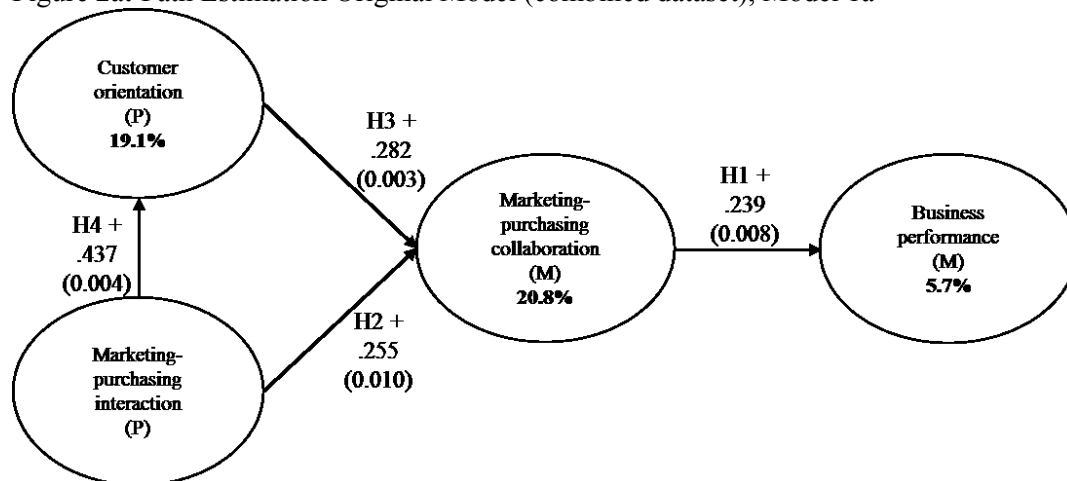 Figure 2a: Path Estimation Original Model (combined dataset), Model 1a
Customer
orientation
(P)
19.1%
H3 +
.282
(0.003)
H4 +
.437
(0.004)
Marketing-
purchasing
collaboration
(M)
20.8%
H1 +
.239
(0.008)
Business
performance
(M)
5.7%
H2 +
.255
(0.010)
Marketing-
purchasing
interaction
(P)